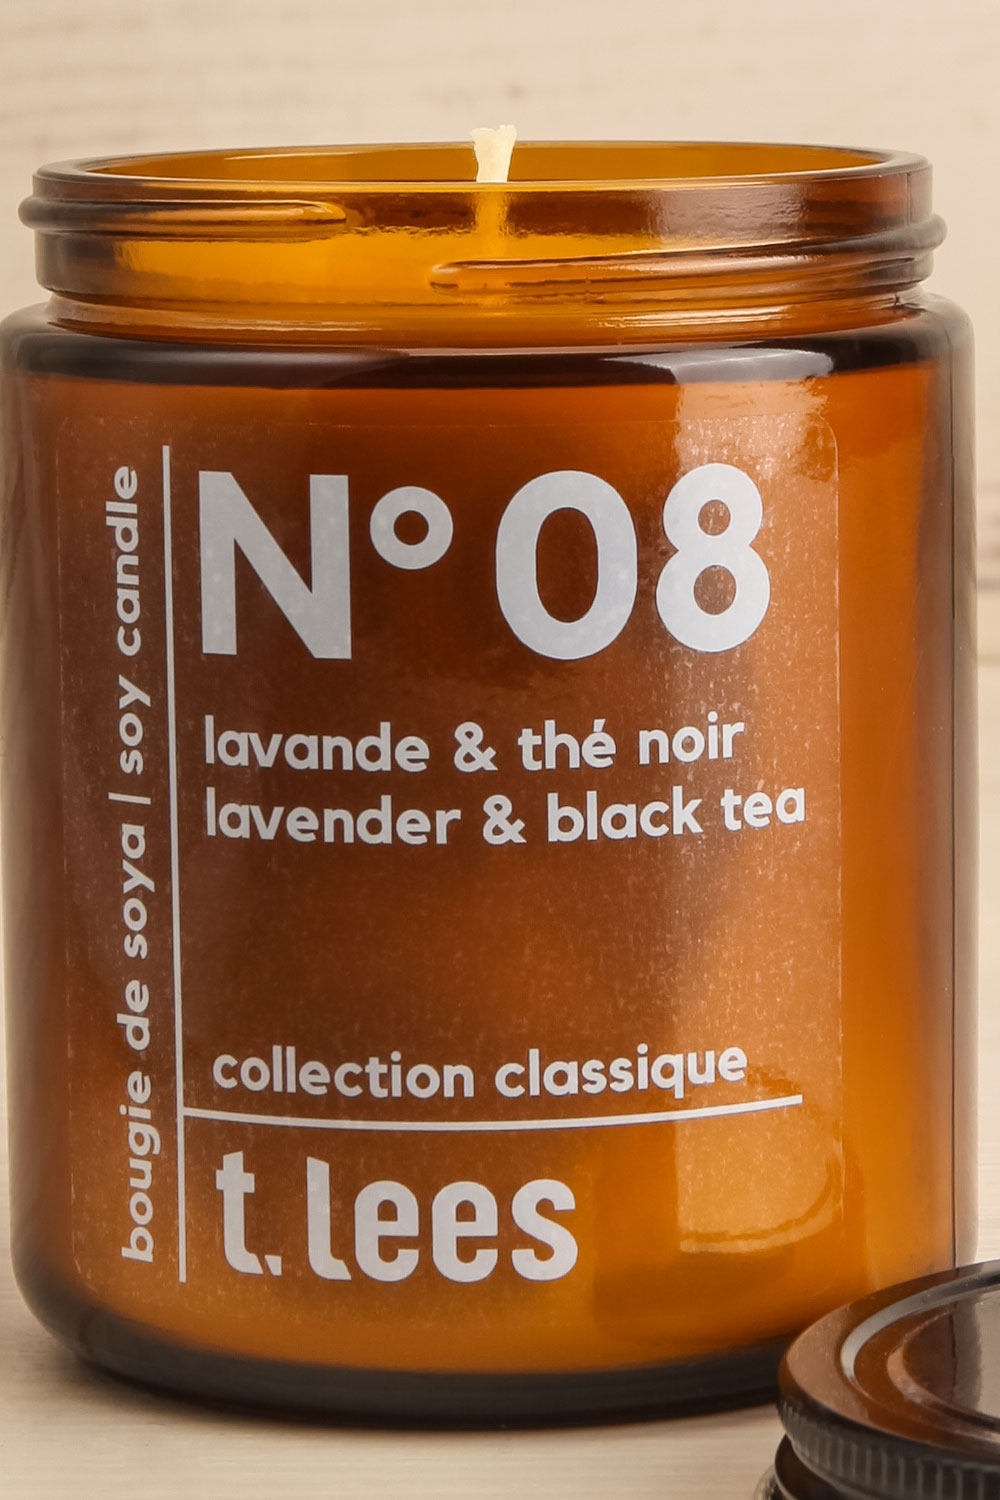 bougie de soya | soy candle
N° 08
lavande & thé noir
lavender & black tea
collection classique
t. lees